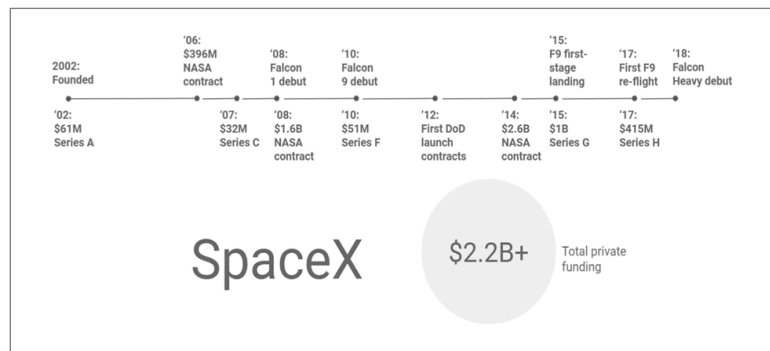 2002:
Founded
'06:
$396M
NASA
contract
'08:
Falcon
1 debut
'10:
Falcon
9 debut
'15:
F9 first-
stage
landing
'17:
First F9
re-flight
'18:
Falcon
Heavy debut
'02:
$61M
Series A
'07:
$32M
Series C
'08:
$1.6B
NASA
contract
'10:
$51M
Series F
'12:
First DoD
launch
contracts
'14:
$2.6B
NASA
contract
'15:
$1B
Series G
'17:
$415M
Series H
SpaceX
$2.2B+
Total private
funding